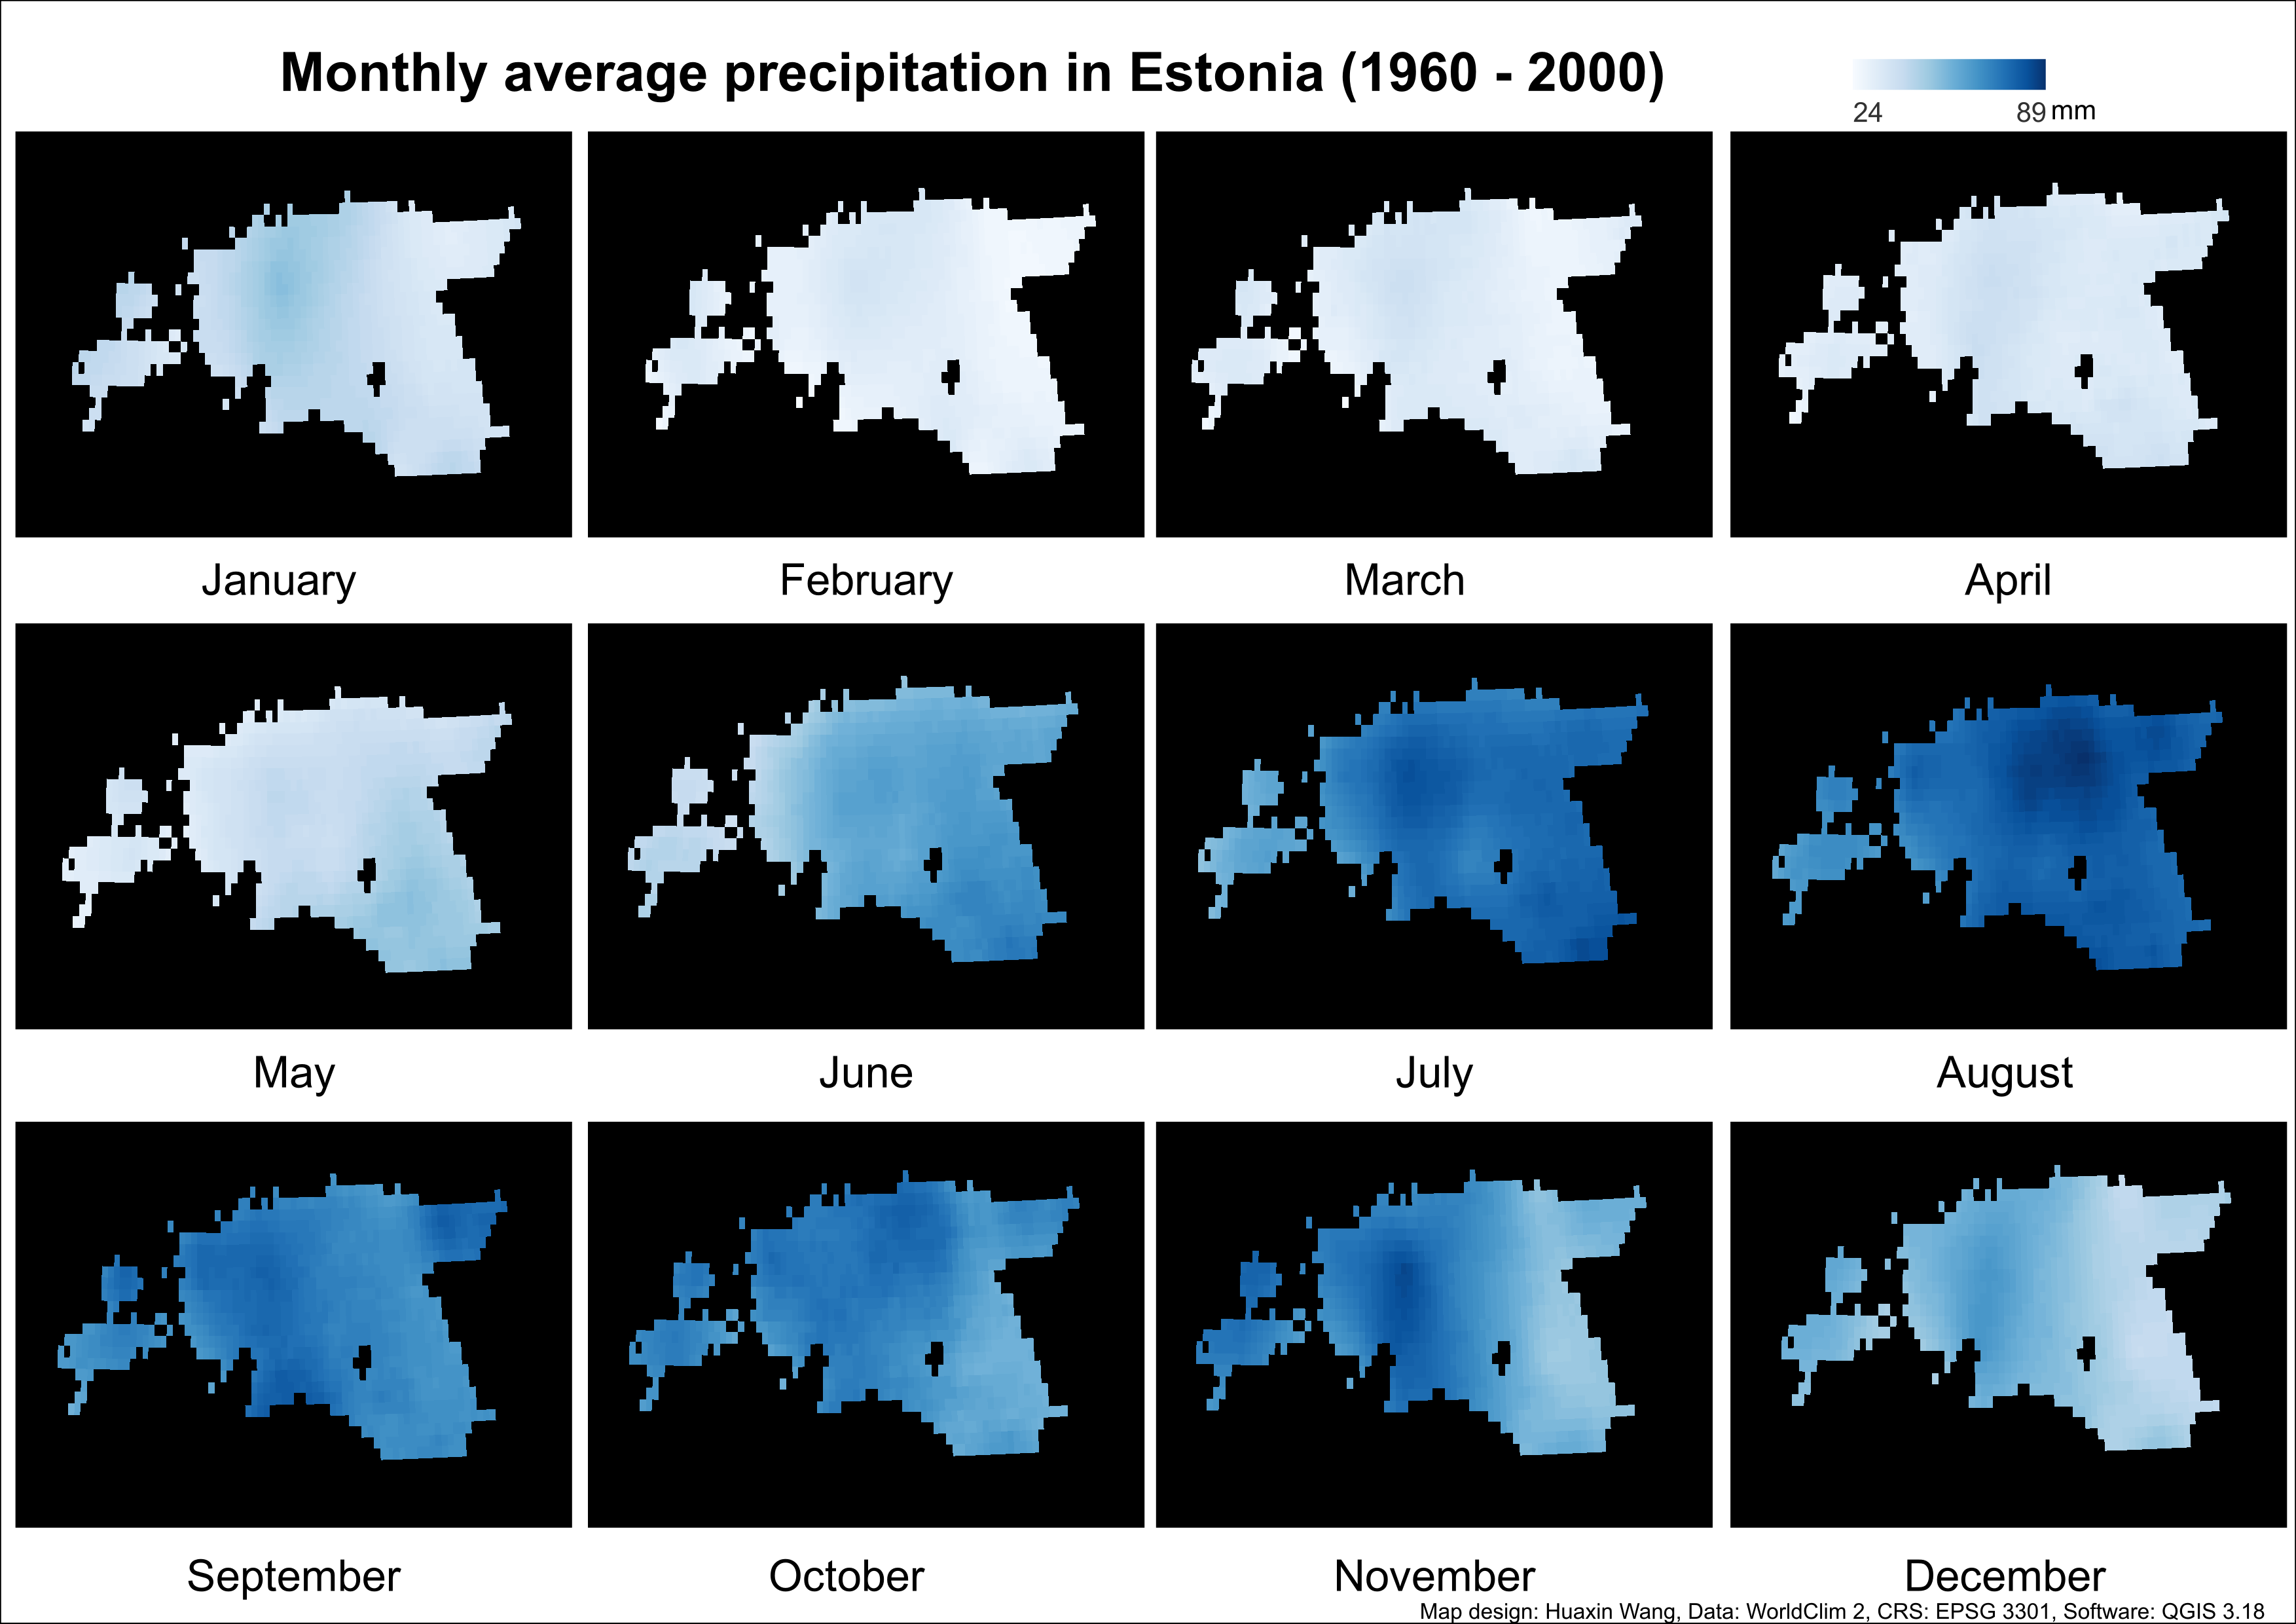 Monthly average precipitation in Estonia (1960 - 2000)
24 89 mm
January February March April
May June July August
September October November December
Map design: Huaxin Wang, Data: WorldClim 2, CRS: EPSG 3301, Software: QGIS 3.18